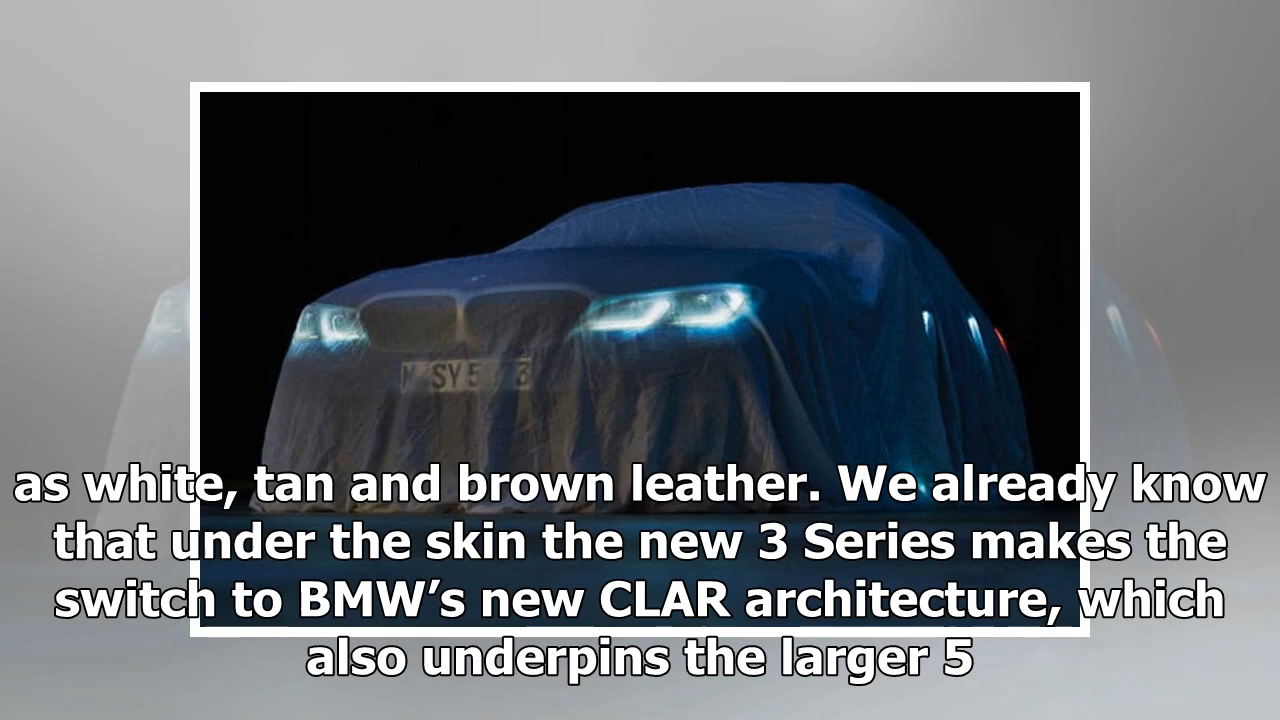 SY
as white, tan and brown leather. We already know
that under the skin the new 3 Series makes the
switch to BMW’s new CLAR architecture, which
also underpins the larger 5